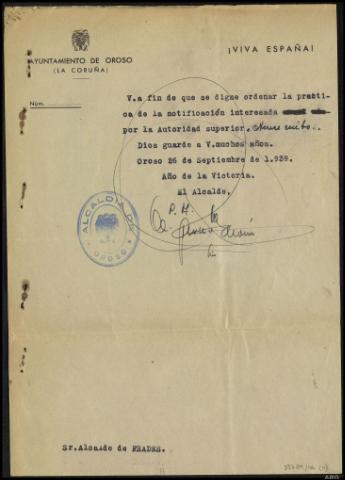 ¡VIVA ESPAÑA!
AYUNTAMIENTO DE OROSO
(LA CORUÑA)
Núm.
V.a fin de que se digne ordenar la practi-
ca de la notificación interesada
por la Autoridad superior.
Dios guarde a V.muchos años.
Oroso 26 de Septiembre de 1.939.
Año de la Victoria.
El Alcalde,
P.A.
ALCALDIA DE
OROSO
Sr.Alcalde de FRADES.